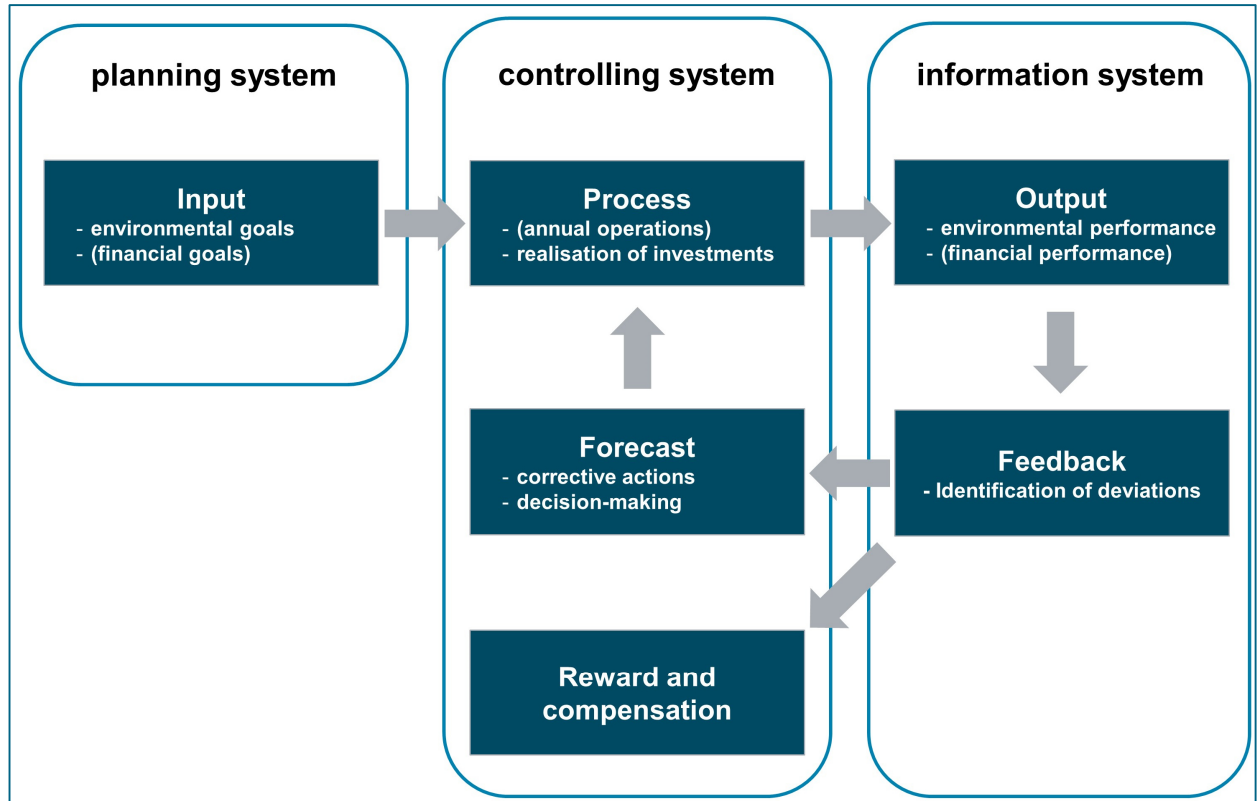 planning system
controlling system
information system
Input
- environmental goals
- (financial goals)
Process
- (annual operations)
- realisation of investments
Output
- environmental performance
- (financial performance)
Forecast
- corrective actions
- decision-making
Feedback
- Identification of deviations
Reward and
compensation